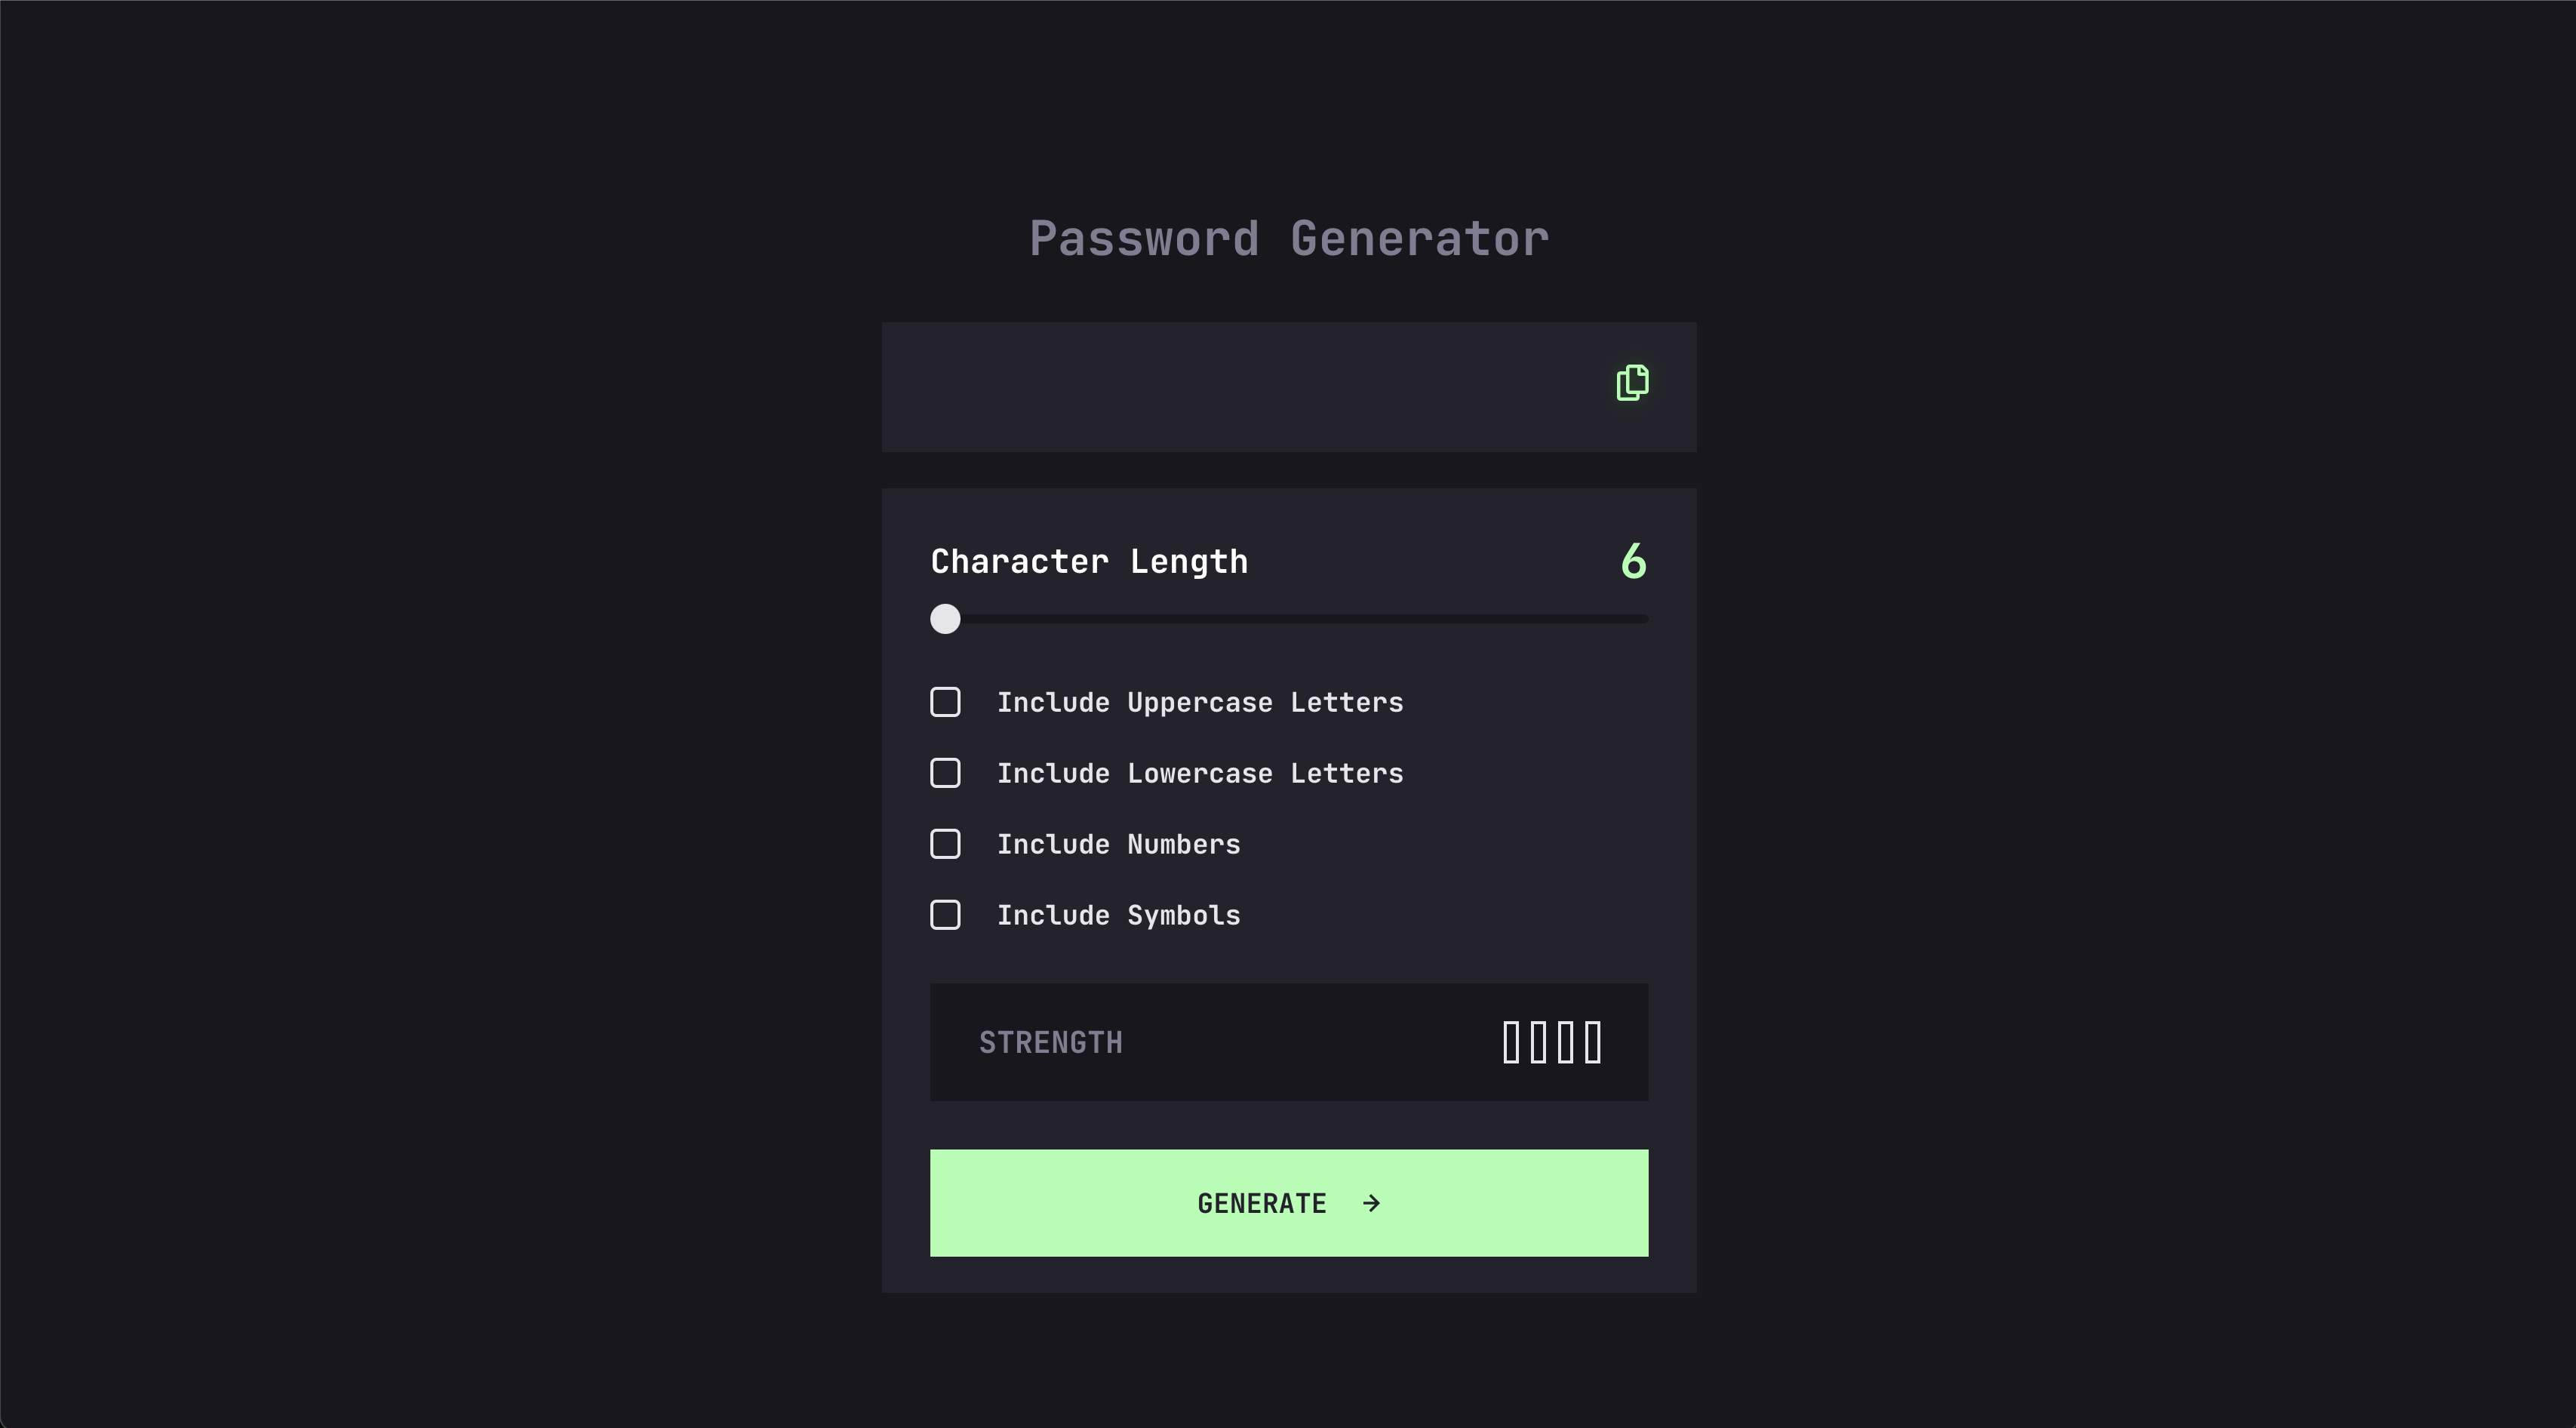 Password Generator
Character Length 6
Include Uppercase Letters
Include Lowercase Letters
Include Numbers
Include Symbols
STRENGTH
GENERATE →